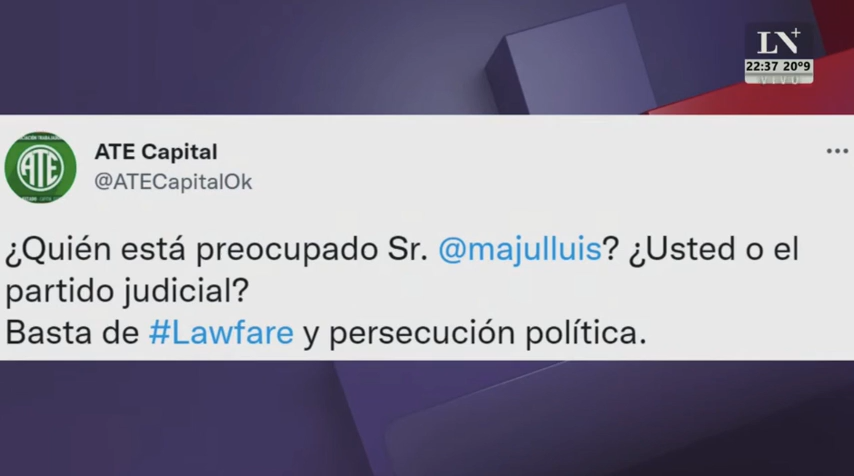 LN+
22:37 20º9
VIVO
ATE
ATE Capital
@ATECapitalOk
¿Quién está preocupado Sr. @majulluis? ¿Usted o el
partido judicial?
Basta de #Lawfare y persecución política.